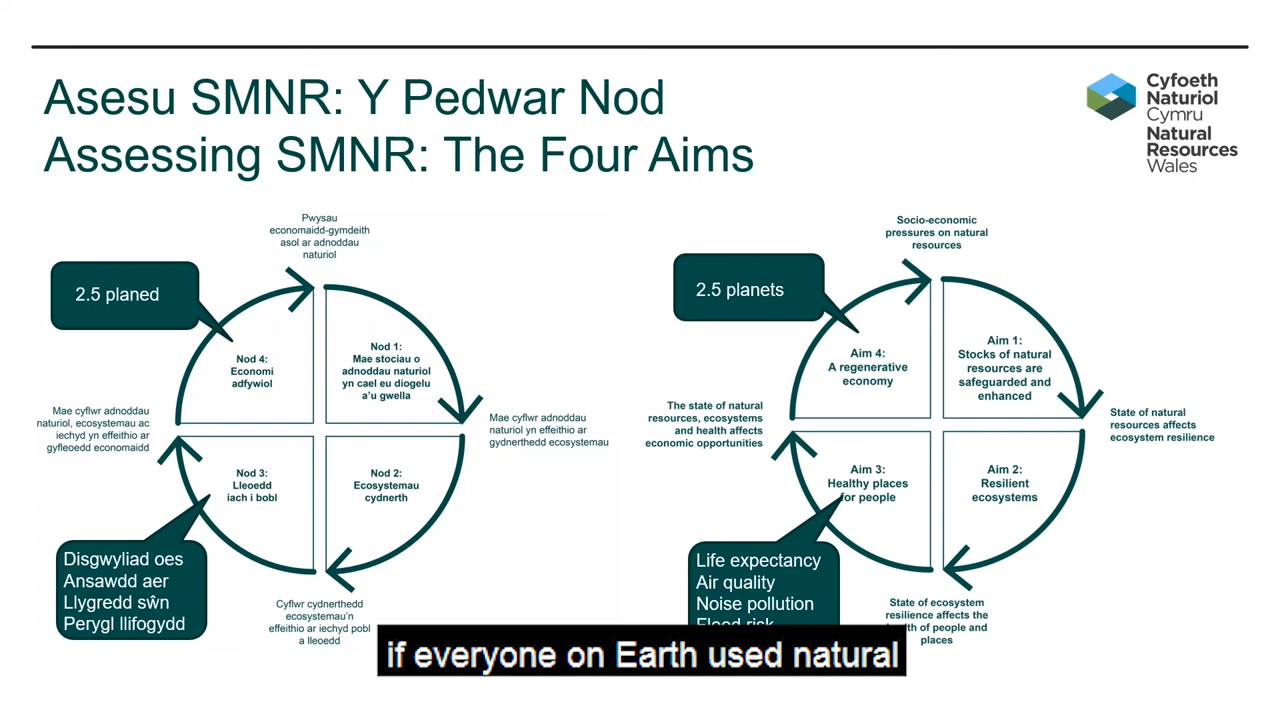 Asesu SMNR: Y Pedwar Nod
Assessing SMNR: The Four Aims
Cyfoeth
Naturiol
Cymru
Natural
Resources
Wales
Pwysau
economaidd-gymdeith
asol ar adnoddau
naturiol
2.5 planed
Nod 4:
Economi
adfywiol
Nod 1:
Mae stociau o
adnoddau naturiol
yn cael eu diogelu
a'u gwella
Mae cyflwr adnoddau
naturiol, ecosystemau ac
iechyd yn effeithio ar
gyfleoedd economaidd
Mae cyflwr adnoddau
naturiol yn effeithio ar
gydnerthedd ecosystemau
Nod 3:
Lleoedd
iach i bobl
Nod 2:
Ecosystemau
cydnerth
Disgwyliad oes
Ansawdd aer
Llygredd sŵn
Perygl llifogydd
Cyflwr cydnerthedd
ecosystemau'n
effeithio ar iechyd pobl
a lleoedd
Socio-economic
pressures on natural
resources
2.5 planets
Aim 4:
A regenerative
economy
Aim 1:
Stocks of natural
resources are
safeguarded and
enhanced
The state of natural
resources, ecosystems
and health affects
economic opportunities
State of natural
resources affects
ecosystem resilience
Aim 3:
Healthy places
for people
Aim 2:
Resilient
ecosystems
Life expectancy
Air quality
Noise pollution
Flood risk
State of ecosystem
resilience affects the
of people and
places
if everyone on Earth used natural